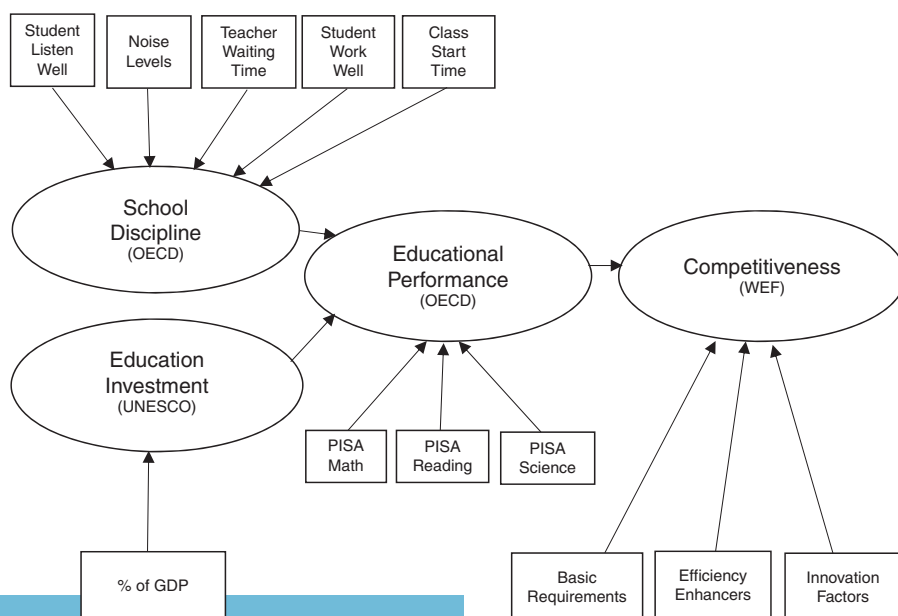 Student
Listen
Well
Noise
Levels
Teacher
Waiting
Time
Student
Work
Well
Class
Start
Time
School
Discipline
(OECD)
Educational
Performance
(OECD)
Competitiveness
(WEF)
Education
Investment
(UNESCO)
PISA
Math
PISA
Reading
PISA
Science
% of GDP
Basic
Requirements
Efficiency
Enhancers
Innovation
Factors